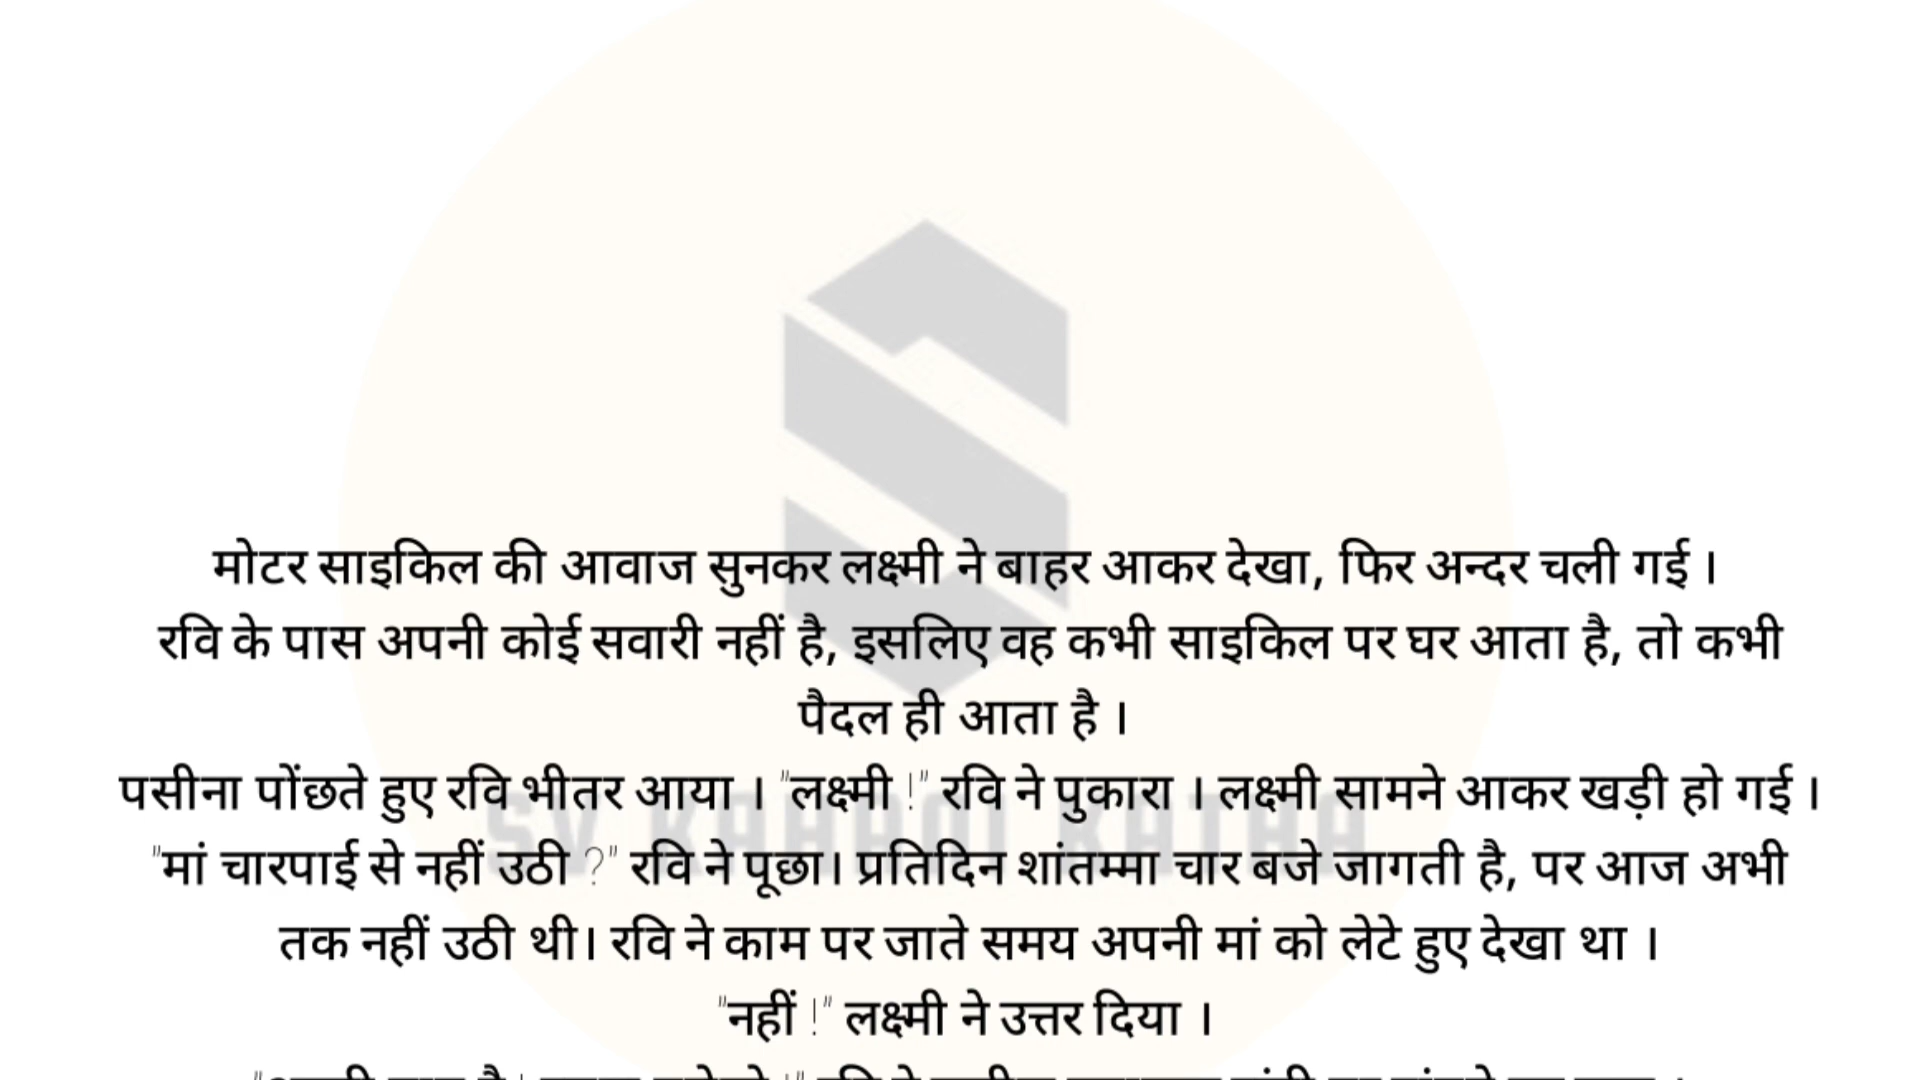 मोटर साइकिल की आवाज सुनकर लक्ष्मी ने बाहर आकर देखा, फिर अन्दर चली गई ।
रवि के पास अपनी कोई सवारी नहीं है, इसलिए वह कभी साइकिल पर घर आता है, तो कभी
पैदल ही आता है ।
पसीना पोंछते हुए रवि भीतर आया । "लक्ष्मी !" रवि ने पुकारा । लक्ष्मी सामने आकर खड़ी हो गई ।
SV KAHANI KATHA
"मां चारपाई से नहीं उठी ?" रवि ने पूछा। प्रतिदिन शांतम्मा चार बजे जागती है, पर आज अभी
तक नहीं उठी थी। रवि ने काम पर जाते समय अपनी मां को लेटे हुए देखा था ।
"नहीं !" लक्ष्मी ने उत्तर दिया ।